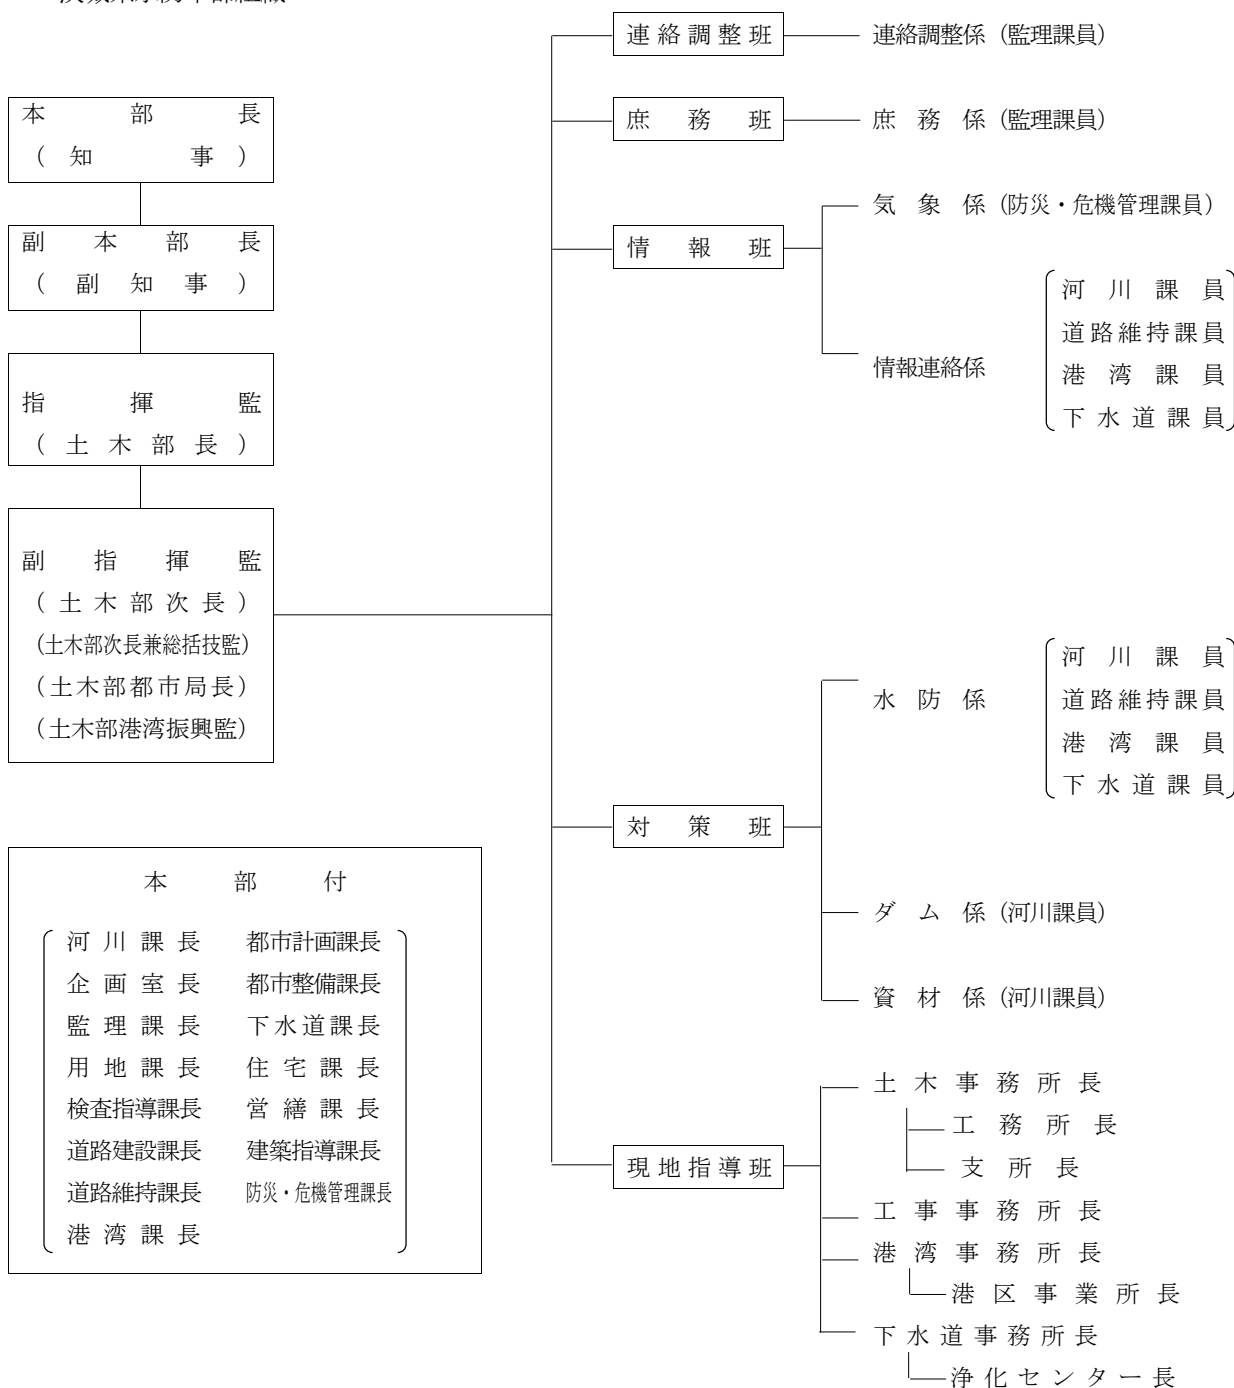 本部長
(知事)
副本部長
(副知事)
指揮監
(土木部長)
副指揮監
(土木部次長)
(土木部次長兼総括技監)
(土木部都市局長)
(土木部港湾振興監)
本部付
河川課長 都市計画課長
企画室長 都市整備課長
監理課長 下水道課長
用地課長 住宅課長
検査指導課長 営繕課長
道路建設課長 建築指導課長
道路維持課長 防災・危機管理課長
港湾課長
連絡調整班 連絡調整係(監理課員)
庶務班 庶務係(監理課員)
情報班
気象係(防災・危機管理課員)
情報連絡係
河川課員
道路維持課員
港湾課員
下水道課員
対策班
水防係
河川課員
道路維持課員
港湾課員
下水道課員
ダム係(河川課員)
資材係(河川課員)
現地指導班
土木事務所長
工務所長
支所長
工事事務所長
港湾事務所長
港区事業所長
下水道事務所長
浄化センター長